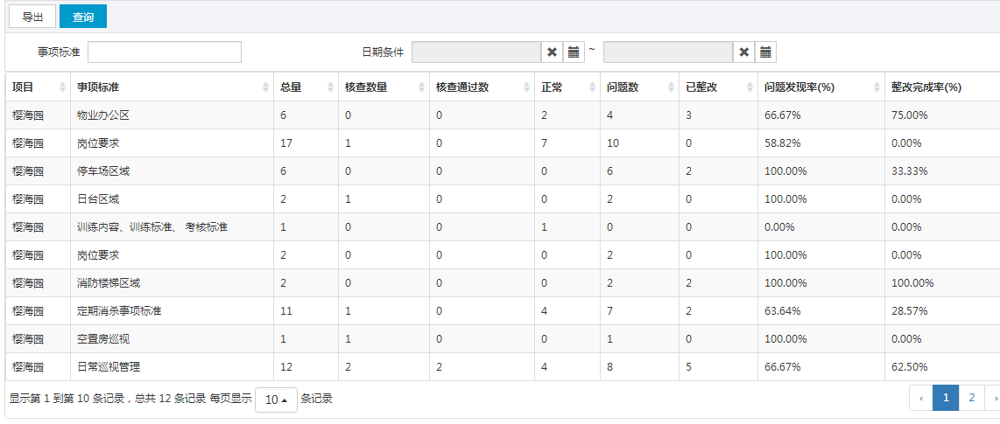 导出 查询
事项标准 日期条件 ~
项目 事项标准 总量 核查数量 核查通过数 正常 问题数 已整改 问题发现率(%) 整改完成率(%)
樱海园 物业办公区 6 0 0 2 4 3 66.67% 75.00%
樱海园 岗位要求 17 1 0 7 10 0 58.82% 0.00%
樱海园 停车场区域 6 0 0 0 6 2 100.00% 33.33%
樱海园 日台区域 2 1 0 0 2 0 100.00% 0.00%
樱海园 训练内容、训练标准、 考核标准 1 0 0 1 0 0 0.00% 0.00%
樱海园 岗位要求 2 0 0 0 2 0 100.00% 0.00%
樱海园 消防楼梯区域 2 0 0 0 2 2 100.00% 100.00%
樱海园 定期消杀事项标准 11 1 0 4 7 2 63.64% 28.57%
樱海园 空置房巡视 1 1 0 0 1 0 100.00% 0.00%
樱海园 日常巡视管理 12 2 2 4 8 5 66.67% 62.50%
显示第 1 到第 10 条记录，总共 12 条记录 每页显示 10 条记录 ‹ 1 2 ›